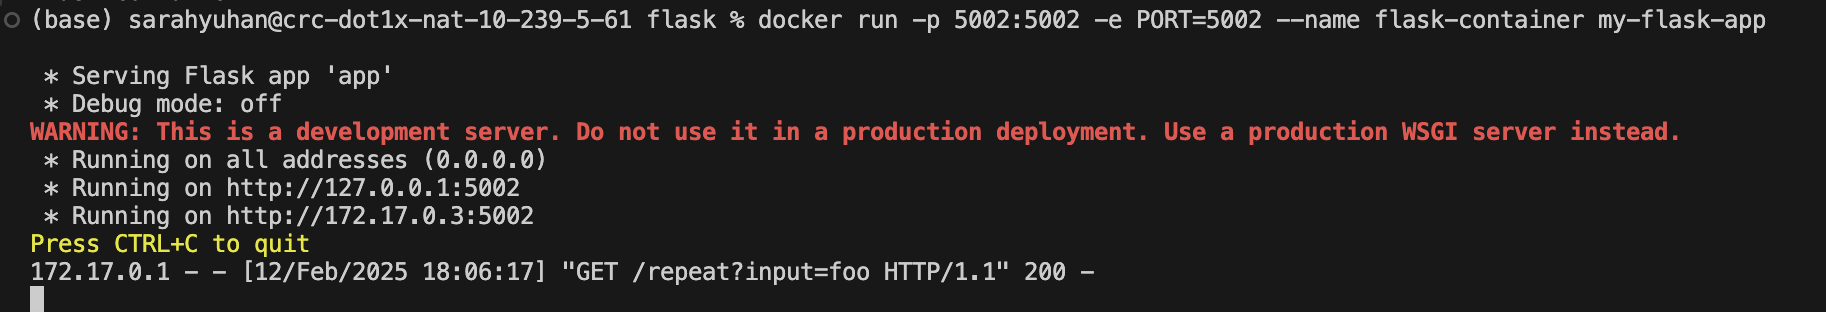 (base) sarahyuhan@crc-dot1x-nat-10-239-5-61 flask % docker run -p 5002:5002 -e PORT=5002 --name flask-container my-flask-app
* Serving Flask app 'app'
* Debug mode: off
WARNING: This is a development server. Do not use it in a production deployment. Use a production WSGI server instead.
* Running on all addresses (0.0.0.0)
* Running on http://127.0.0.1:5002
* Running on http://172.17.0.3:5002
Press CTRL+C to quit
172.17.0.1 - - [12/Feb/2025 18:06:17] "GET /repeat?input=foo HTTP/1.1" 200 -